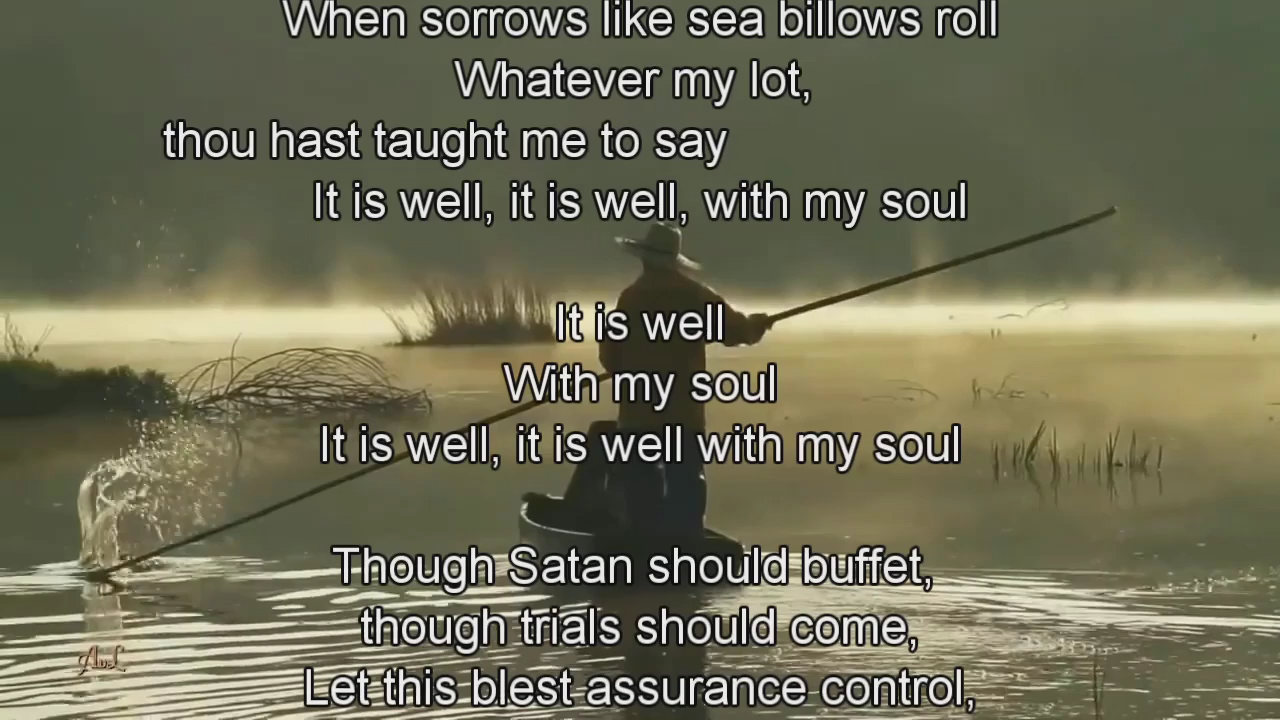 When sorrows like sea billows roll
Whatever my lot,
thou hast taught me to say
It is well, it is well, with my soul
It is well
With my soul
It is well, it is well with my soul
Though Satan should buffet,
though trials should come,
Let this blest assurance control,
AvL